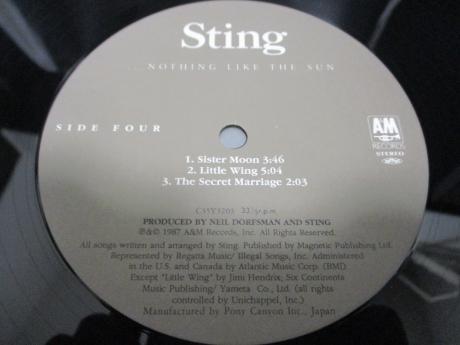 Sting
...NOTHING LIKE THE SUN
SIDE FOUR
A&M
RECORDS
STEREO
1. Sister Moon 3:46
2. Little Wing 5:04
3. The Secret Marriage 2:03
C35Y3203 33⅓r.p.m.
PRODUCED BY NEIL DORFSMAN AND STING
℗&© 1987 A&M Records, Inc. All Rights Reserved.
All songs written and arranged by Sting. Published by Magnetic Publishing Ltd.
Represented by Regatta Music/ Illegal Songs, Inc. Administered
in the U.S. and Canada by Atlantic Music Corp. (BMI)
Except "Little Wing" by Jimi Hendrix, Six Continents
Music Publishing/ Yameta Co., Ltd. (all rights
controlled by Unichappel, Inc.)
Manufactured by Pony Canyon Inc., Japan